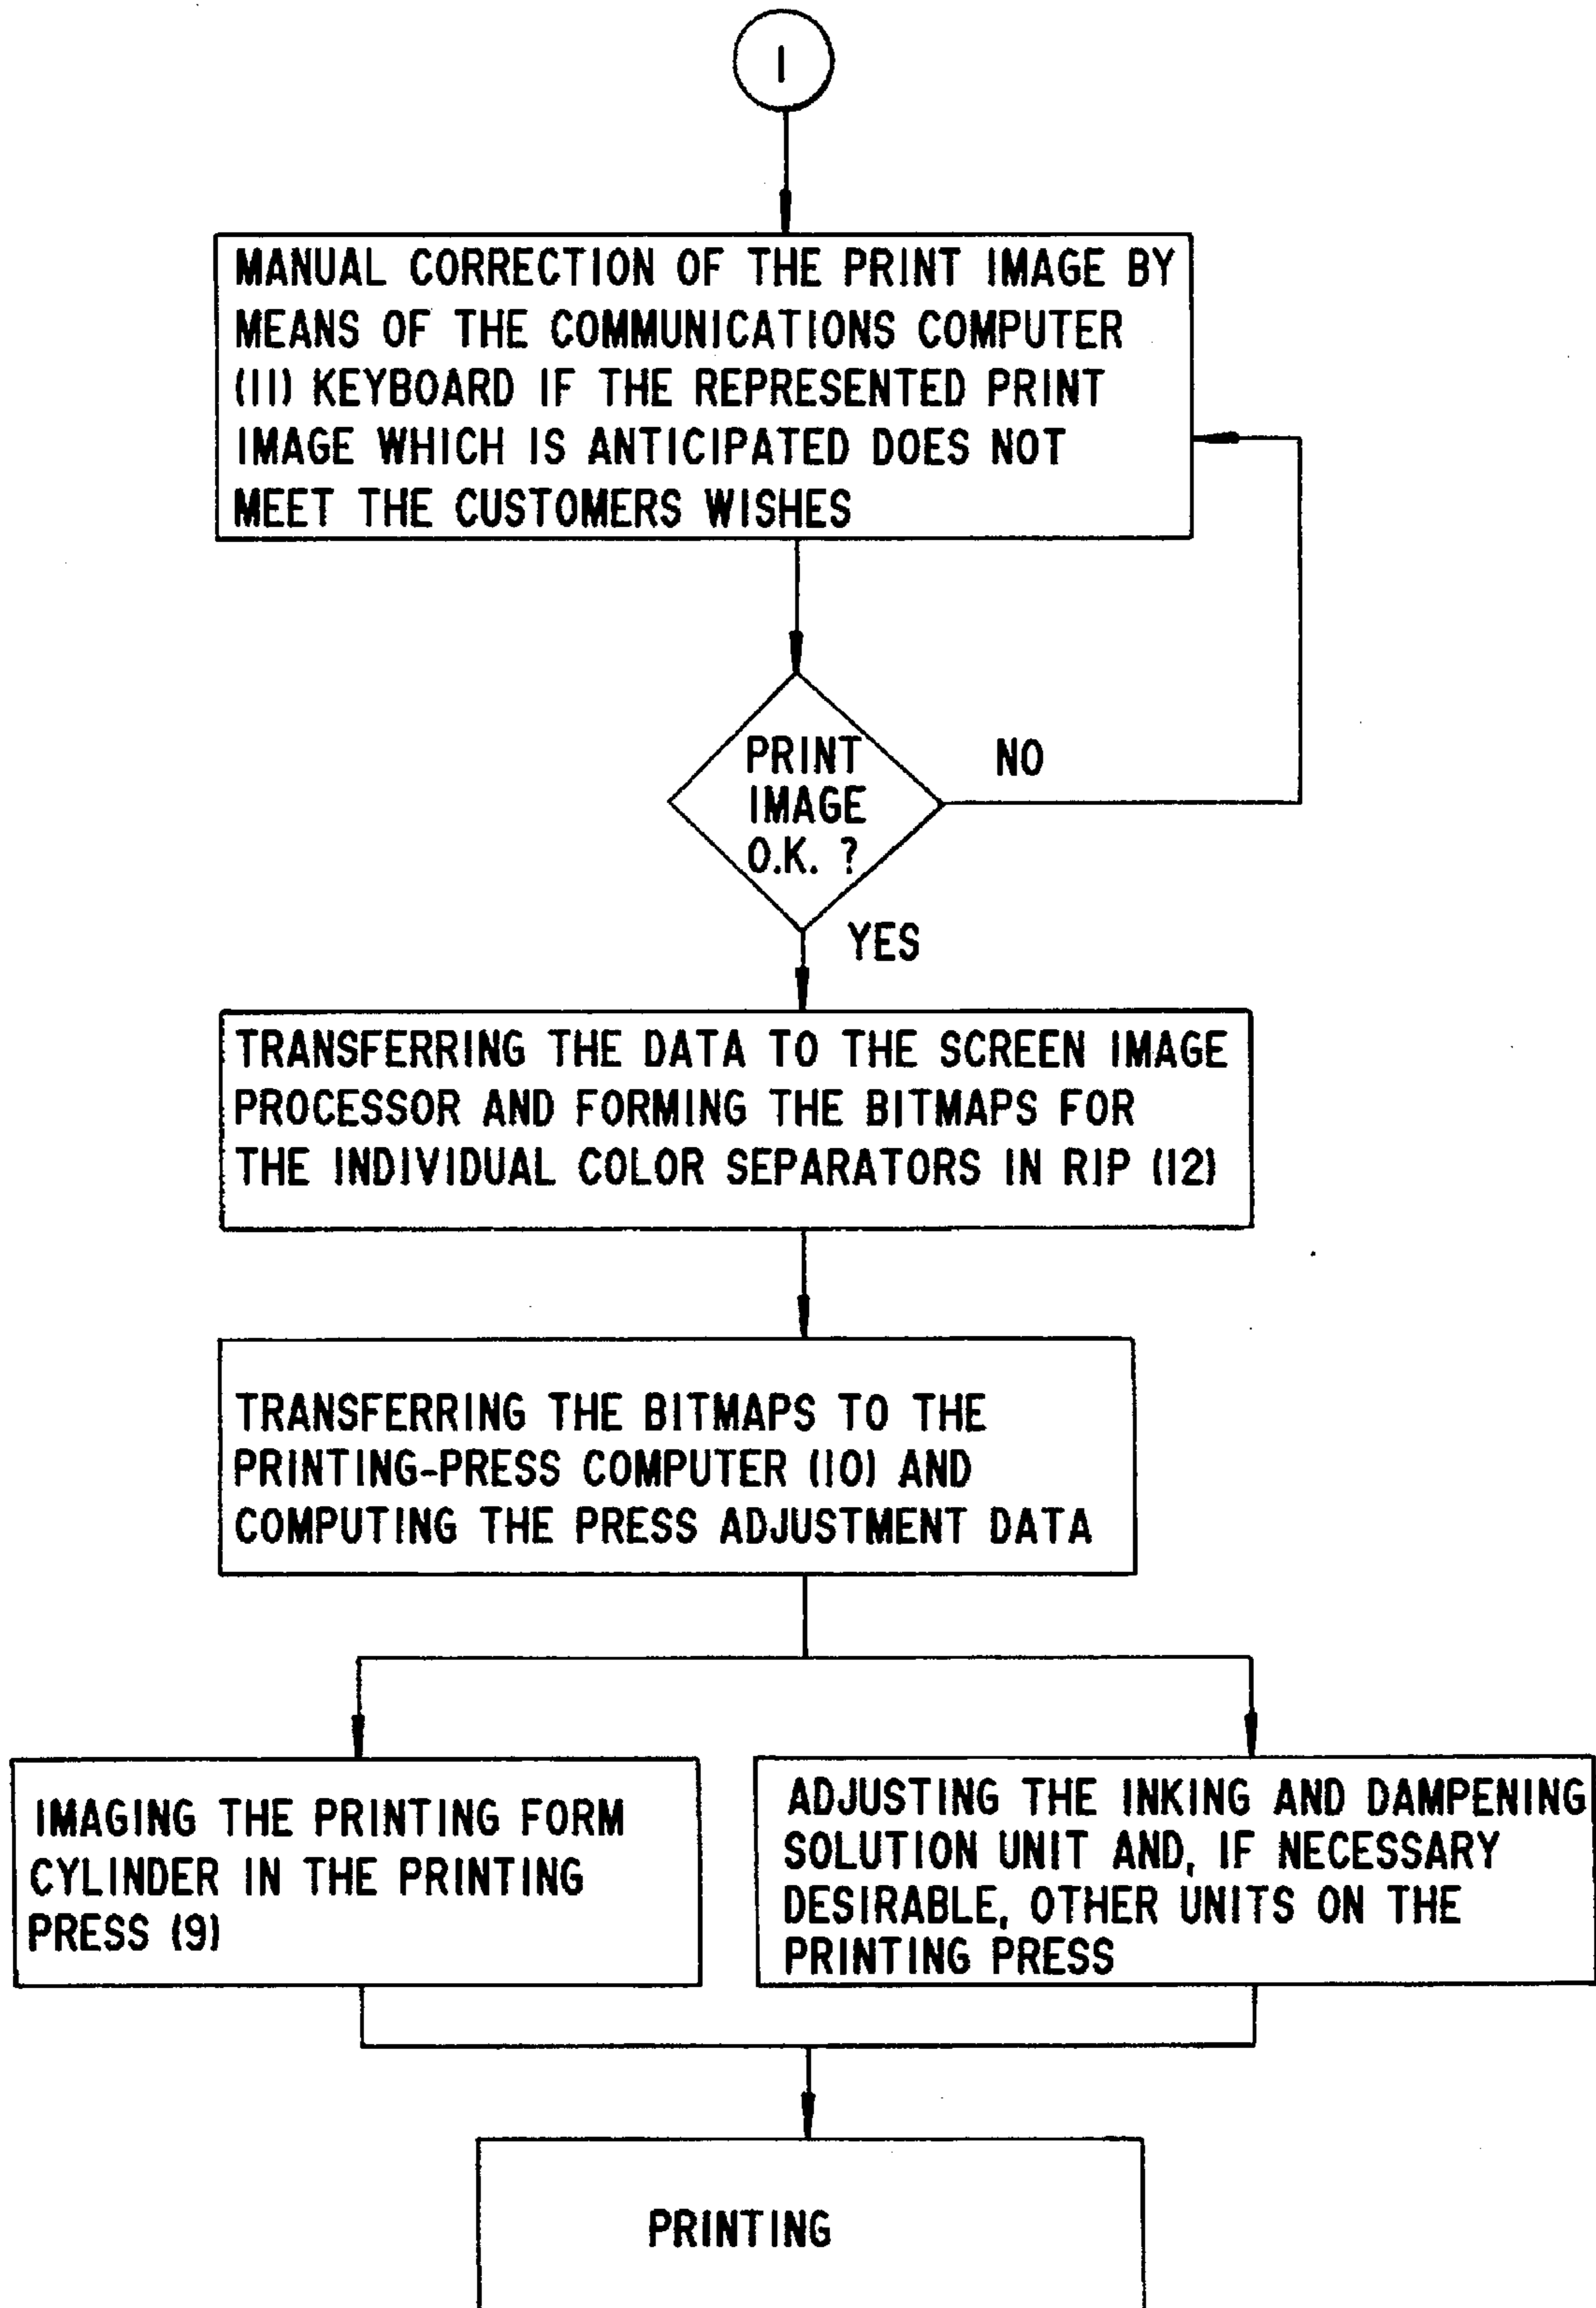 1
MANUAL CORRECTION OF THE PRINT IMAGE BY
MEANS OF THE COMMUNICATIONS COMPUTER
(11) KEYBOARD IF THE REPRESENTED PRINT
IMAGE WHICH IS ANTICIPATED DOES NOT
MEET THE CUSTOMERS WISHES
PRINT
IMAGE
O.K. ?
NO
YES
TRANSFERRING THE DATA TO THE SCREEN IMAGE
PROCESSOR AND FORMING THE BITMAPS FOR
THE INDIVIDUAL COLOR SEPARATORS IN RIP (12)
TRANSFERRING THE BITMAPS TO THE
PRINTING-PRESS COMPUTER (10) AND
COMPUTING THE PRESS ADJUSTMENT DATA
IMAGING THE PRINTING FORM
CYLINDER IN THE PRINTING
PRESS (9)
ADJUSTING THE INKING AND DAMPENING
SOLUTION UNIT AND, IF NECESSARY
DESIRABLE, OTHER UNITS ON THE
PRINTING PRESS
PRINTING